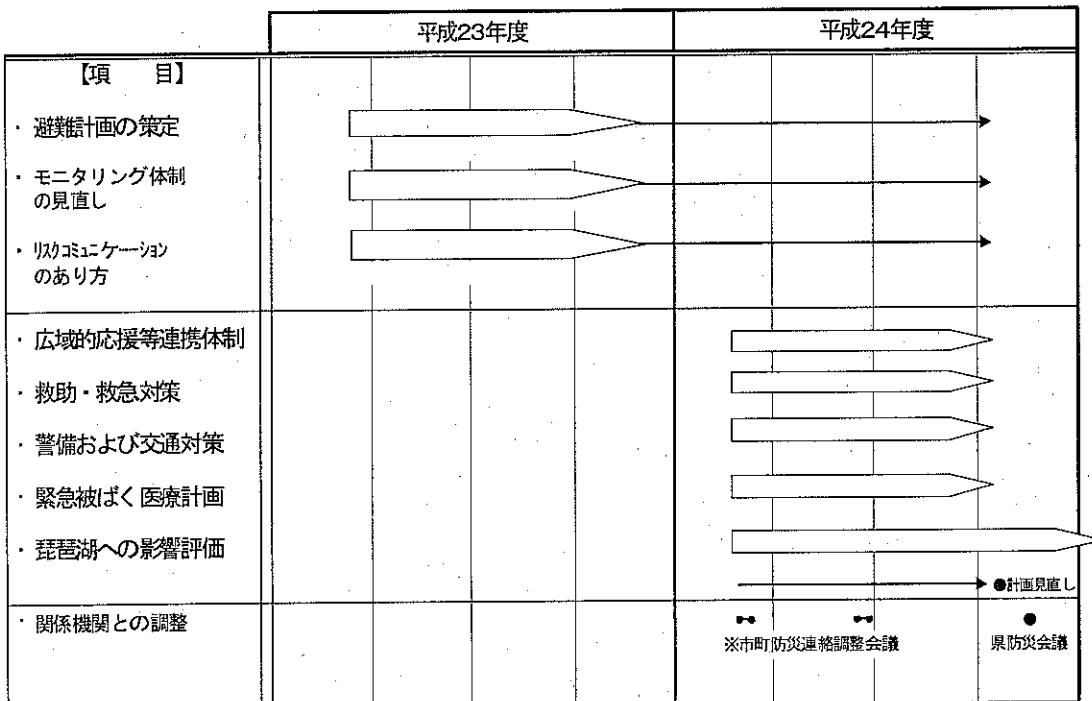 平成23年度
平成24年度
【項　　目】
・避難計画の策定
・モニタリング体制
の見直し
・リスクコミュニケーション
のあり方
・広域的応援等連携体制
・救助・救急対策
・警備および交通対策
・緊急被ばく医療計画
・琵琶湖への影響評価
●計画見直し
・関係機関との調整
※市町防災連絡調整会議
県防災会議